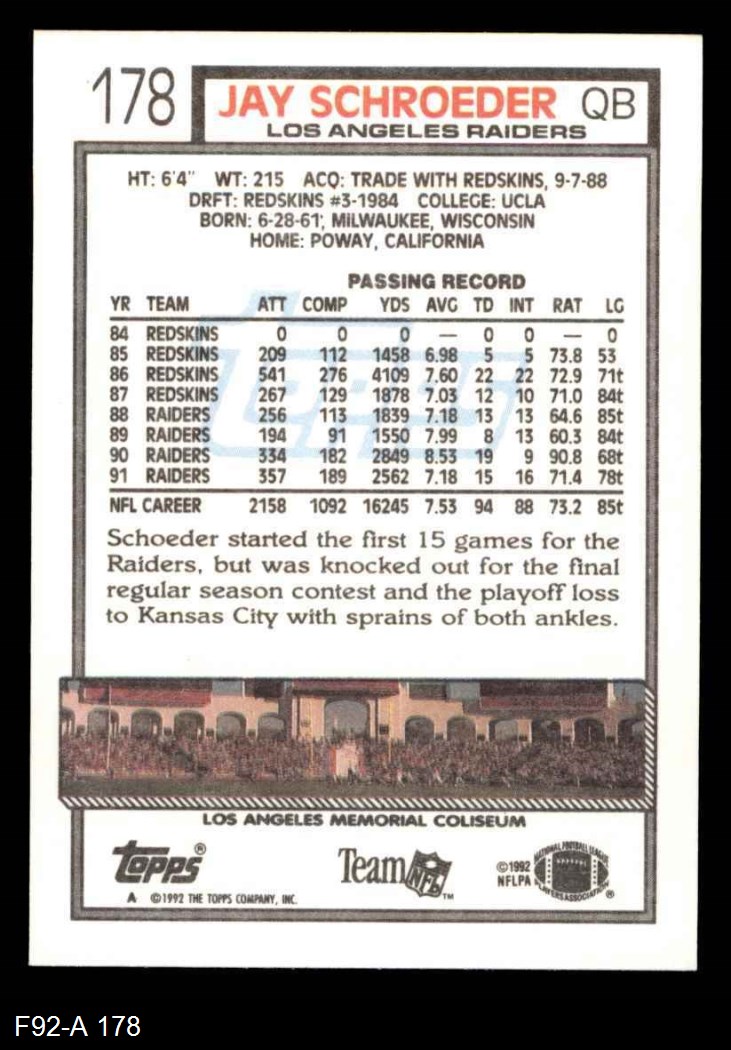 178 JAY SCHROEDER QB
LOS ANGELES RAIDERS
HT: 6'4" WT: 215 ACQ: TRADE WITH REDSKINS, 9-7-88
DRFT: REDSKINS #3-1984 COLLEGE: UCLA
BORN: 6-28-61, MILWAUKEE, WISCONSIN
HOME: POWAY, CALIFORNIA
PASSING RECORD
YR TEAM ATT COMP YDS AVG TD INT RAT LG
84 REDSKINS 0 0 0 — 0 0 — 0
85 REDSKINS 209 112 1458 6.98 5 5 73.8 53
86 REDSKINS 541 276 4109 7.60 22 22 72.9 71t
87 REDSKINS 267 129 1878 7.03 12 10 71.0 84t
88 RAIDERS 256 113 1839 7.18 13 13 64.6 85t
89 RAIDERS 194 91 1550 7.99 8 13 60.3 84t
90 RAIDERS 334 182 2849 8.53 19 9 90.8 68t
91 RAIDERS 357 189 2562 7.18 15 16 71.4 78t
NFL CAREER 2158 1092 16245 7.53 94 88 73.2 85t
Topps
Schoeder started the first 15 games for the
Raiders, but was knocked out for the final
regular season contest and the playoff loss
to Kansas City with sprains of both ankles.
LOS ANGELES MEMORIAL COLISEUM
Topps®
Team NFL™
©1992
NFLPA
NATIONAL FOOTBALL LEAGUE
PLAYERS ASSOCIATION ®
A ©1992 THE TOPPS COMPANY, INC.
F92-A 178